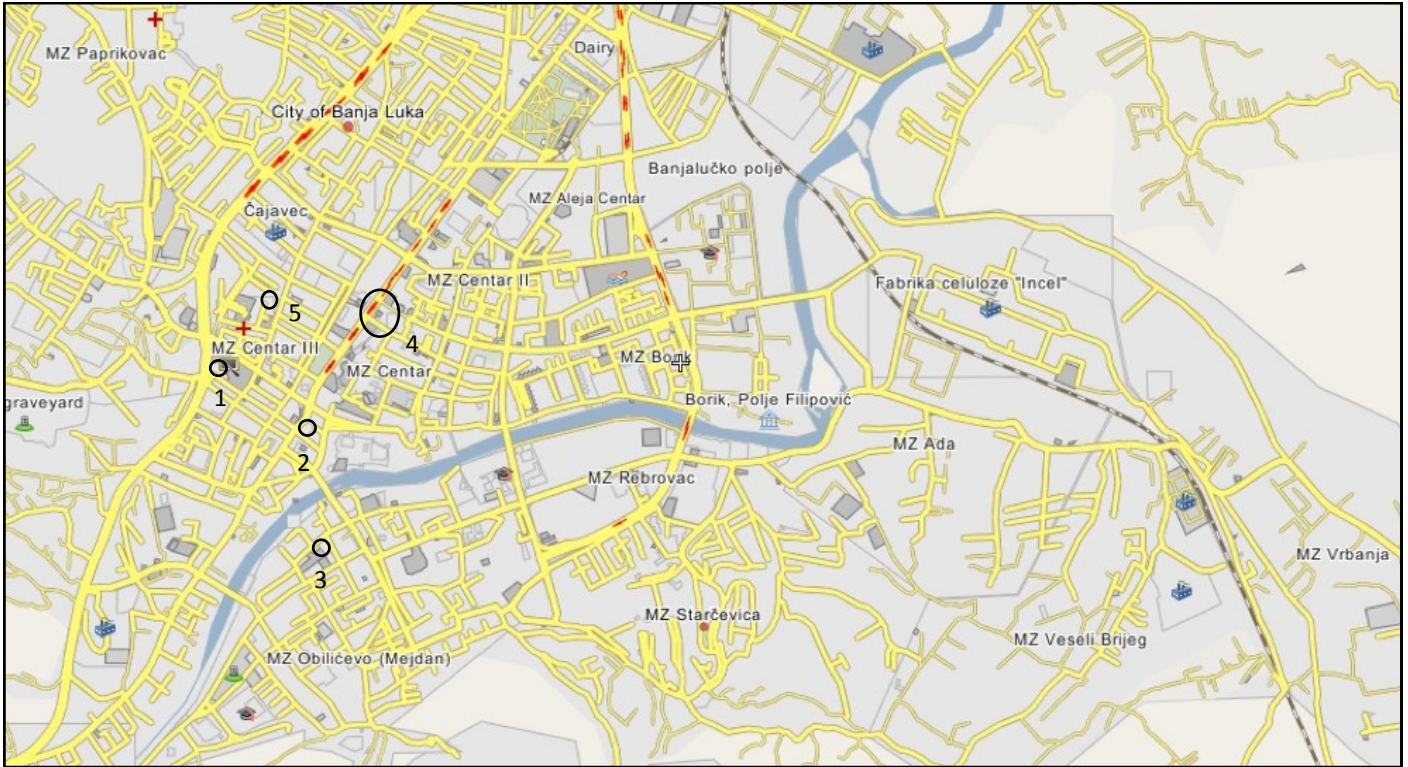 Dairy
MZ Paprikovac
City of Banja Luka
Banjalučko polje
MZ Aleja Centar
Čajavec
MZ Centar II
Fabrika celuloze "Incel"
5
4
MZ Centar III
MZ Borik
MZ Centar
1
graveyard
Borik, Polje Filipović
MZ Ada
2
MZ Rebrovac
MZ Vrbanja
3
MZ Starčevica
MZ Veseli Brijeg
MZ Obilićevo (Mejdan)